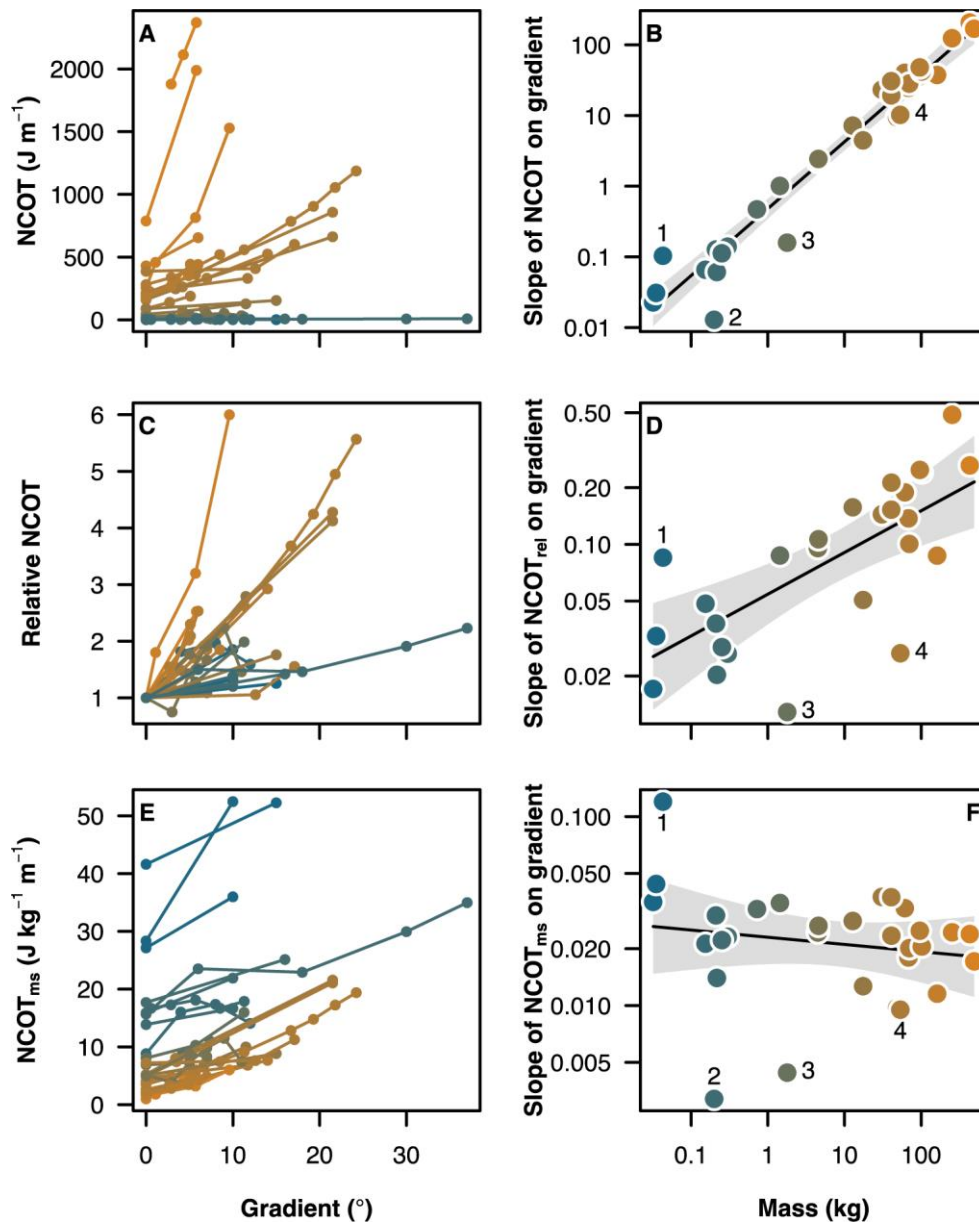 A
NCOT (J m⁻¹)
2000
1500
1000
500
0
B
Slope of NCOT on gradient
100
10
1
0.1
0.01
1
2
3
4
C
Relative NCOT
6
5
4
3
2
1
D
Slope of NCOTrel on gradient
0.50
0.20
0.10
0.05
0.02
1
3
4
E
NCOTms (J kg⁻¹ m⁻¹)
50
40
30
20
10
0
0 10 20 30
Gradient (°)
F
Slope of NCOTms on gradient
0.100
0.050
0.020
0.010
0.005
1
2
3
4
0.1 1 10 100
Mass (kg)